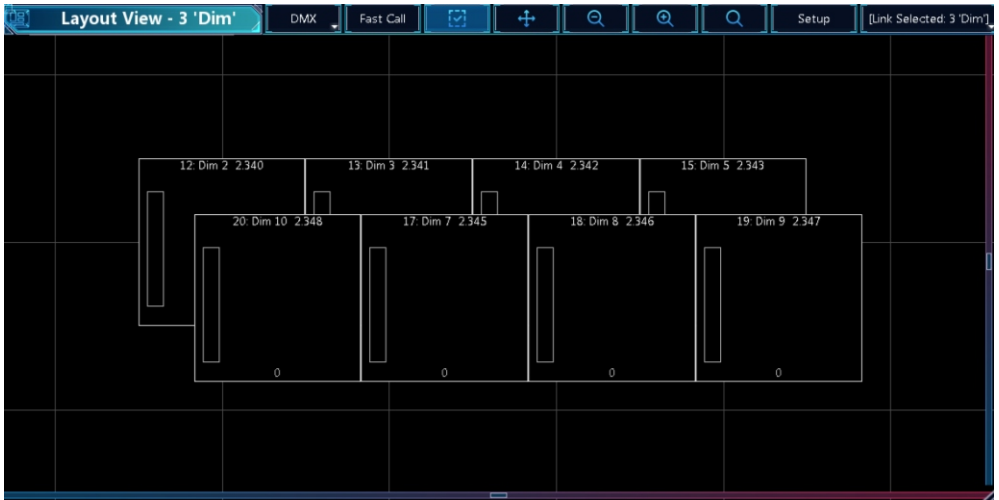 Layout View - 3 'Dim' DMX Fast Call Setup [Link Selected: 3 'Dim']
12: Dim 2 2.340 13: Dim 3 2.341 14: Dim 4 2.342 15: Dim 5 2.343
20: Dim 10 2.348 17: Dim 7 2.345 18: Dim 8 2.346 19: Dim 9 2.347
0 0 0 0